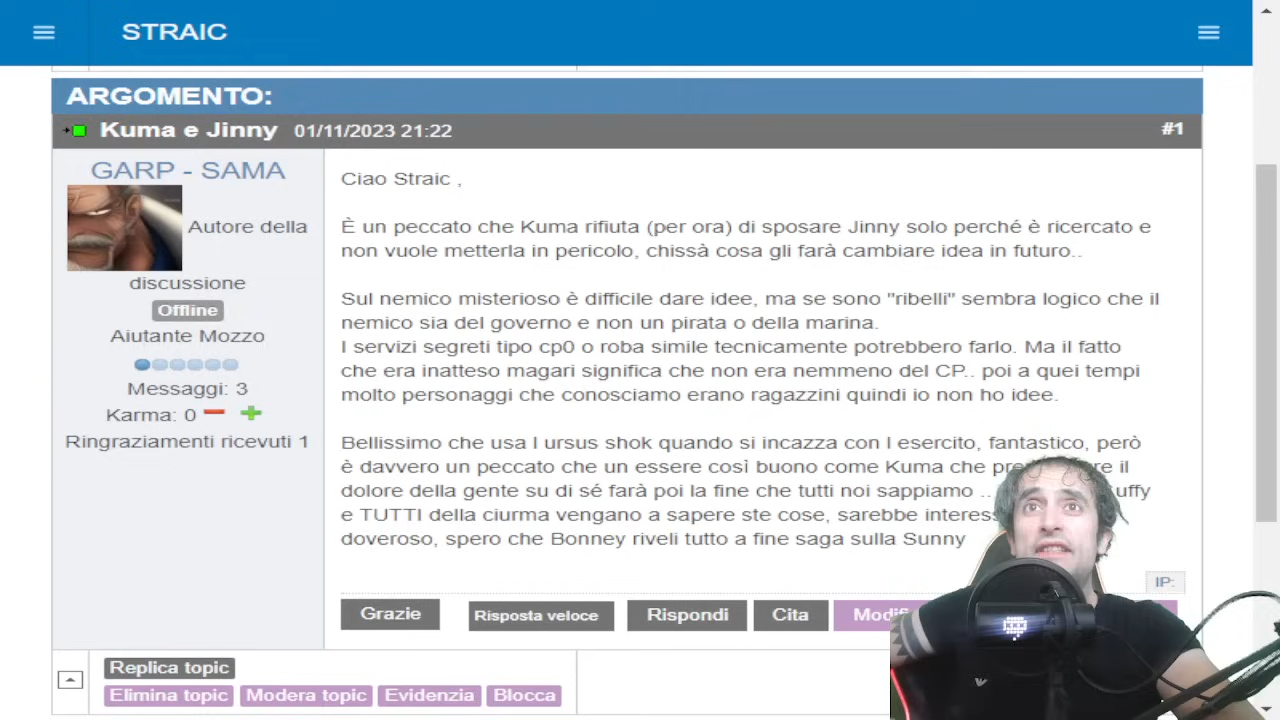 STRAIC
ARGOMENTO:
Kuma e Jinny 01/11/2023 21:22 #1
GARP - SAMA
Autore della
discussione
Offline
Aiutante Mozzo
Messaggi: 3
Karma: 0
Ringraziamenti ricevuti 1
Ciao Straic ,
È un peccato che Kuma rifiuta (per ora) di sposare Jinny solo perché è ricercato e
non vuole metterla in pericolo, chissà cosa gli farà cambiare idea in futuro..
Sul nemico misterioso è difficile dare idee, ma se sono "ribelli" sembra logico che il
nemico sia del governo e non un pirata o della marina.
I servizi segreti tipo cp0 o roba simile tecnicamente potrebbero farlo. Ma il fatto
che era inatteso magari significa che non era nemmeno del CP.. poi a quei tempi
molto personaggi che conosciamo erano ragazzini quindi io non ho idee.
Bellissimo che usa l ursus shok quando si incazza con l esercito, fantastico, però
è davvero un peccato che un essere così buono come Kuma che il
dolore della gente su di sé farà poi la fine che tutti noi sappiamo ..
e TUTTI della ciurma vengano a sapere ste cose, sarebbe
doveroso, spero che Bonney riveli tutto a fine saga sulla Sunny
IP:
Grazie Risposta veloce Rispondi Cita
Replica topic
Elimina topic Modera topic Evidenzia Blocca